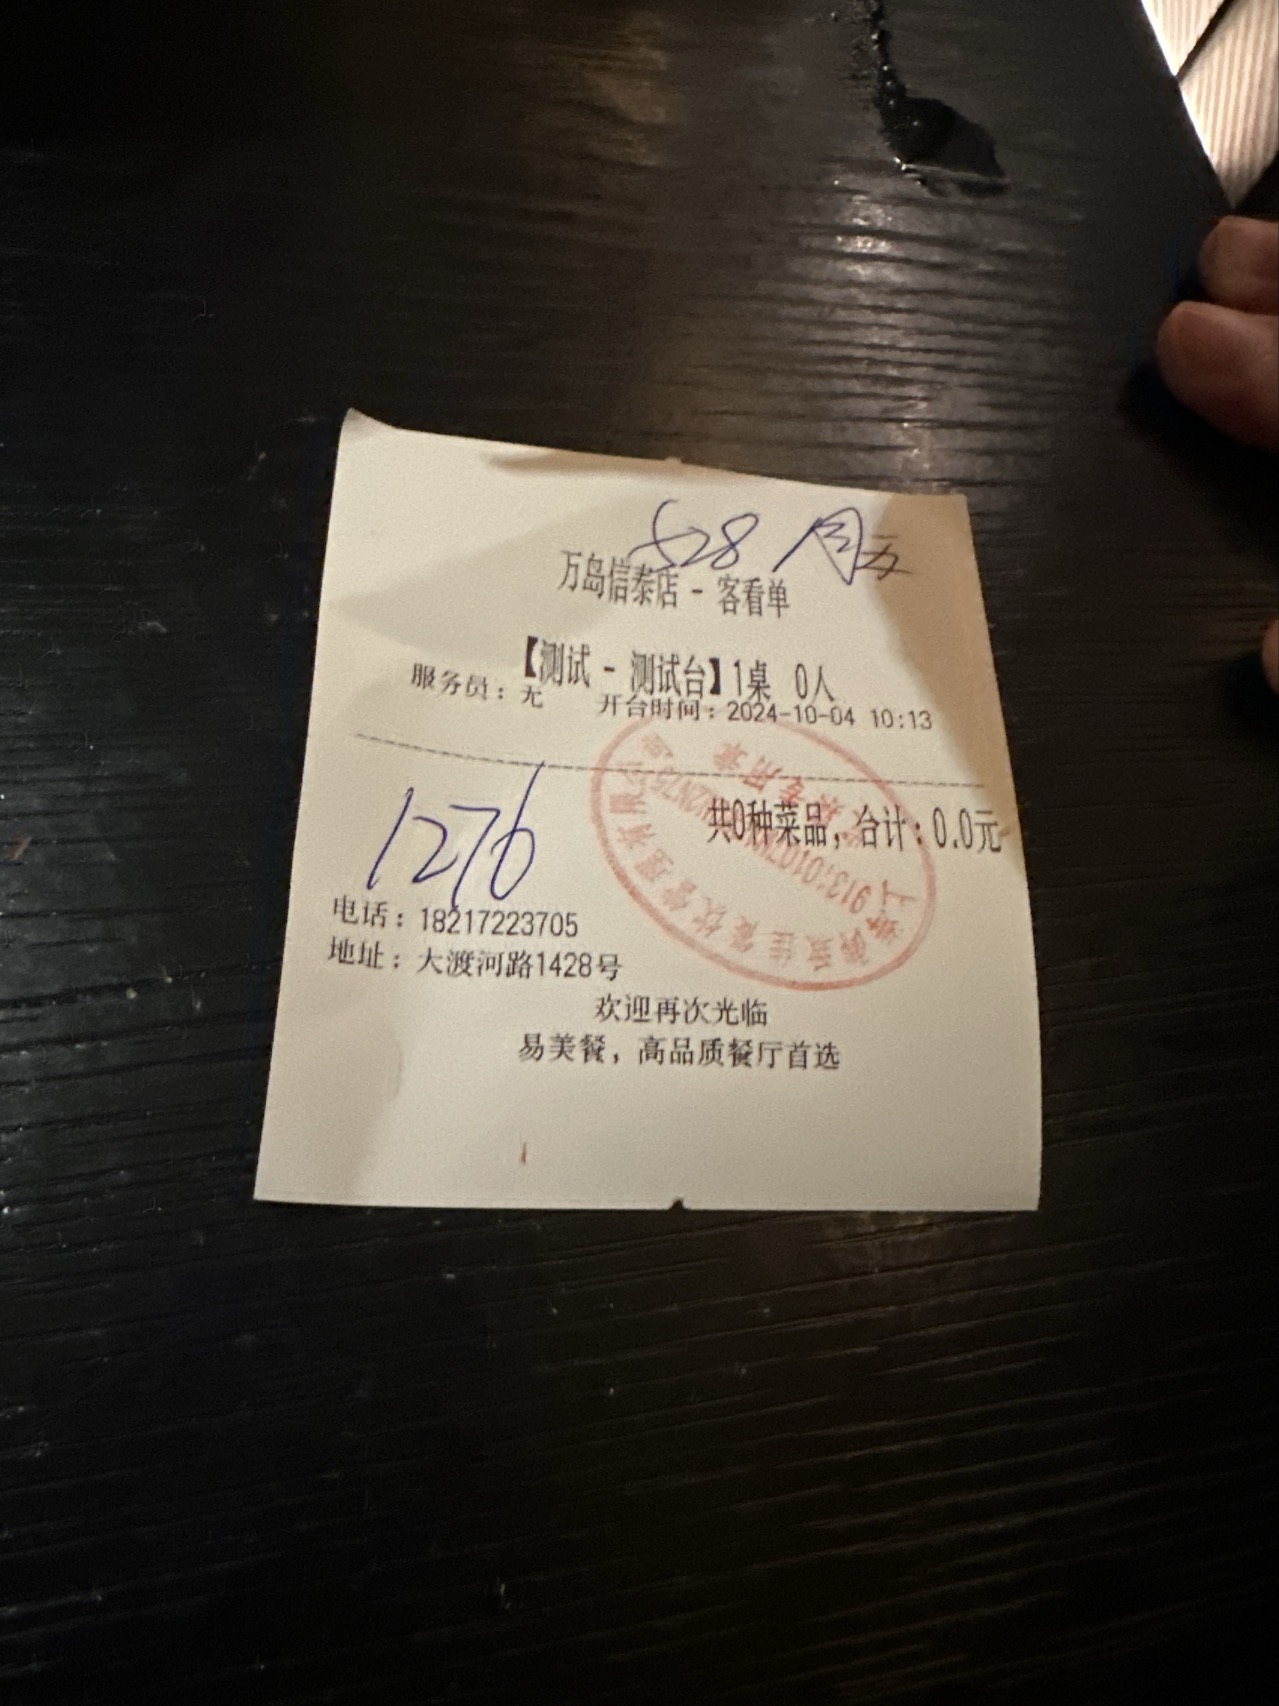 528 周五
万岛信泰店 - 客看单
【测试 - 测试台】1桌 0人
服务员：无 开台时间：2024-10-04 10:13
共0种菜品，合计：0.0元
1276
电话：18217223705
地址：大渡河路1428号
欢迎再次光临
易美餐，高品质餐厅首选